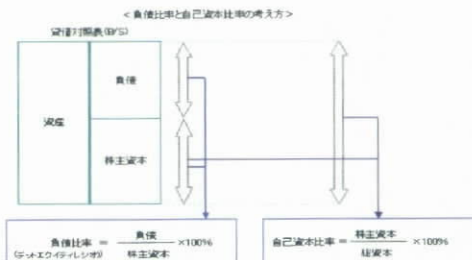 <負債比率と自己資本比率の考え方>
貸借対照表(B/S)
負債
資産
株主資本
負債比率 = 負債 / 株主資本 ×100%
(デットエクイティレシオ)
自己資本比率 = 株主資本 / 総資本 ×100%